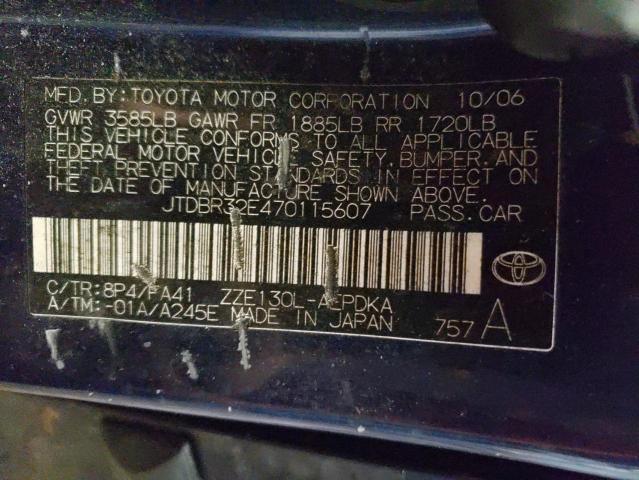 MFD. BY: TOYOTA MOTOR CORPORATION 10/06
GVWR 3585LB GAWR FR 1885LB RR 1720LB
THIS VEHICLE CONFORMS TO ALL APPLICABLE
FEDERAL MOTOR VEHICLE SAFETY, BUMPER, AND
THEFT PREVENTION STANDARDS IN EFFECT ON
THE DATE OF MANUFACTURE SHOWN ABOVE.
JTDBR32E470115607 PASS. CAR
C/TR: 8P4/FA41 ZZE130L-AEPDKA
A/TM: -01A/A245E MADE IN JAPAN 757 A